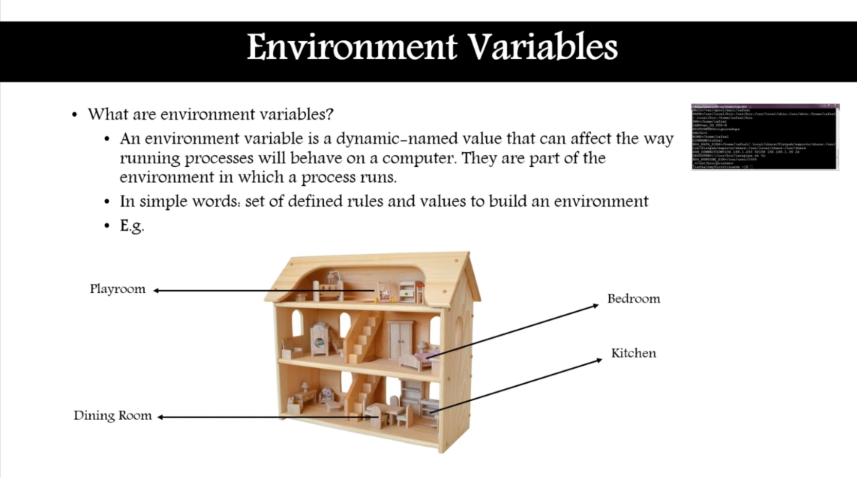 Environment Variables
• What are environment variables?
• An environment variable is a dynamic-named value that can affect the way
running processes will behave on a computer. They are part of the
environment in which a process runs.
• In simple words: set of defined rules and values to build an environment
• E.g.
Playroom
Bedroom
Kitchen
Dining Room